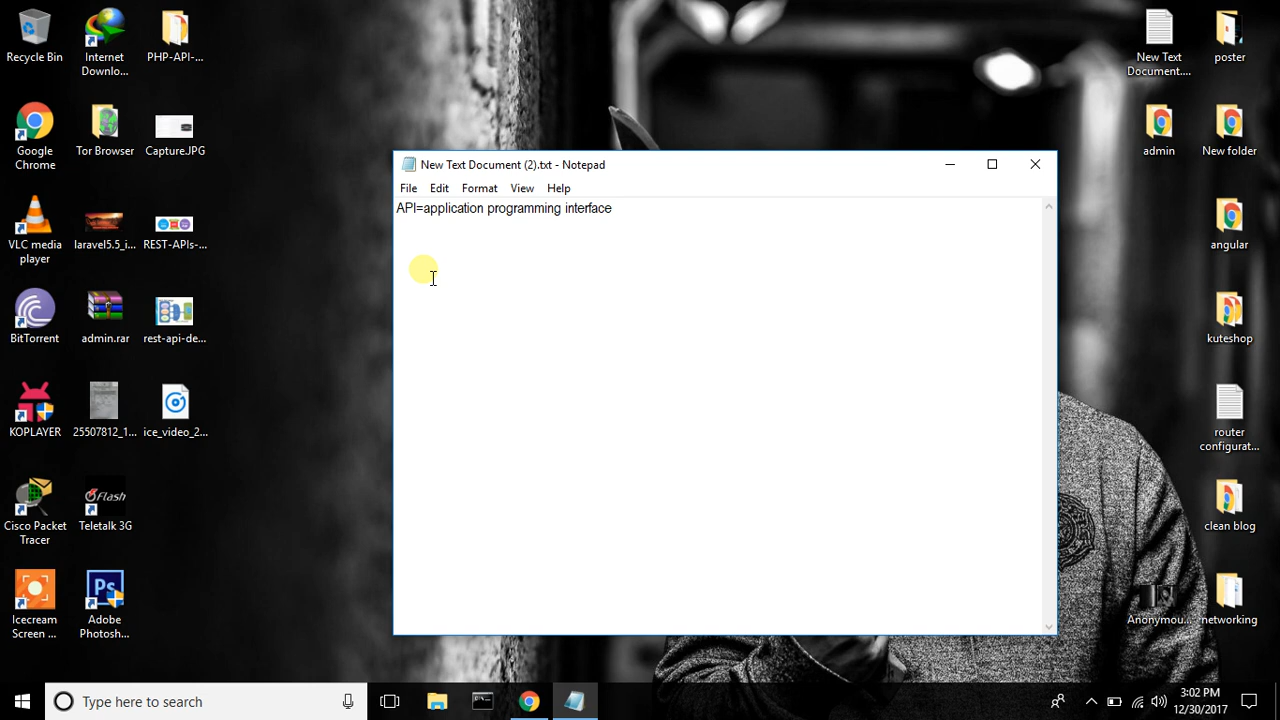 Recycle Bin
Internet
Downlo...
PHP-API-...
Google
Chrome
Tor Browser
Capture.JPG
VLC media
player
laravel5.5_i...
REST-APIs-...
BitTorrent
admin.rar
rest-api-de...
KOPLAYER
25507812_1...
ice_video_2...
Cisco Packet
Tracer
Flash
Teletalk 3G
Icecream
Screen ...
Ps
Adobe
Photosh...
New Text Document (2).txt - Notepad
File Edit Format View Help
API=application programming interface
New Text
Document....
poster
admin
New folder
angular
kuteshop
router
configurat...
clean blog
Anonymou...
networking
Type here to search
3:02 PM
12/30/2017